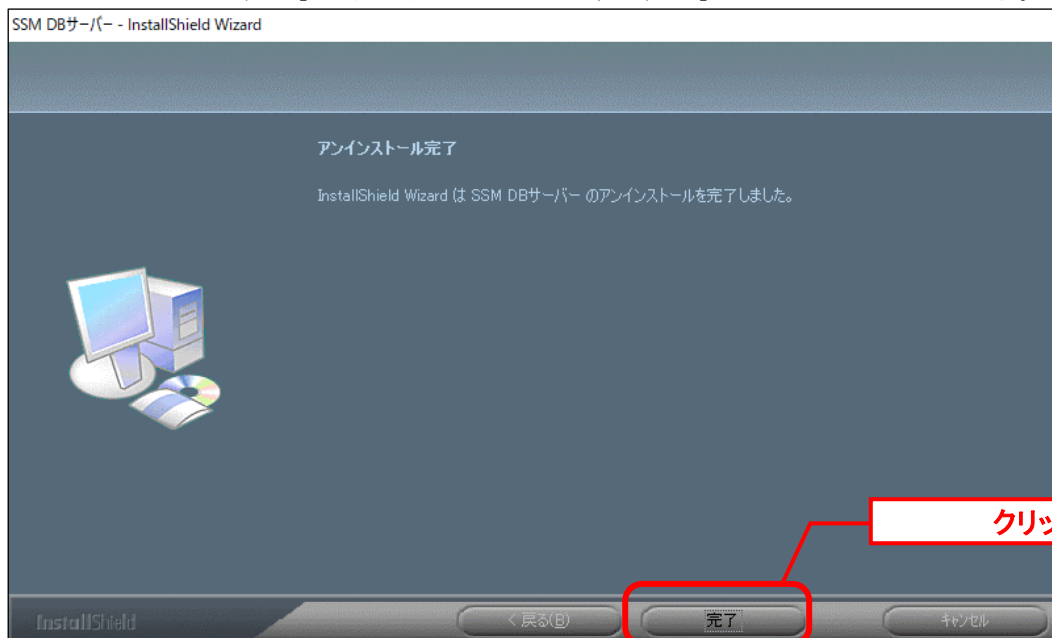 SSM DBサーバー - InstallShield Wizard
アンインストール完了
InstallShield Wizard は SSM DBサーバー のアンインストールを完了しました。
クリッ
InstallShield
< 戻る(B)
完了
キャンセル